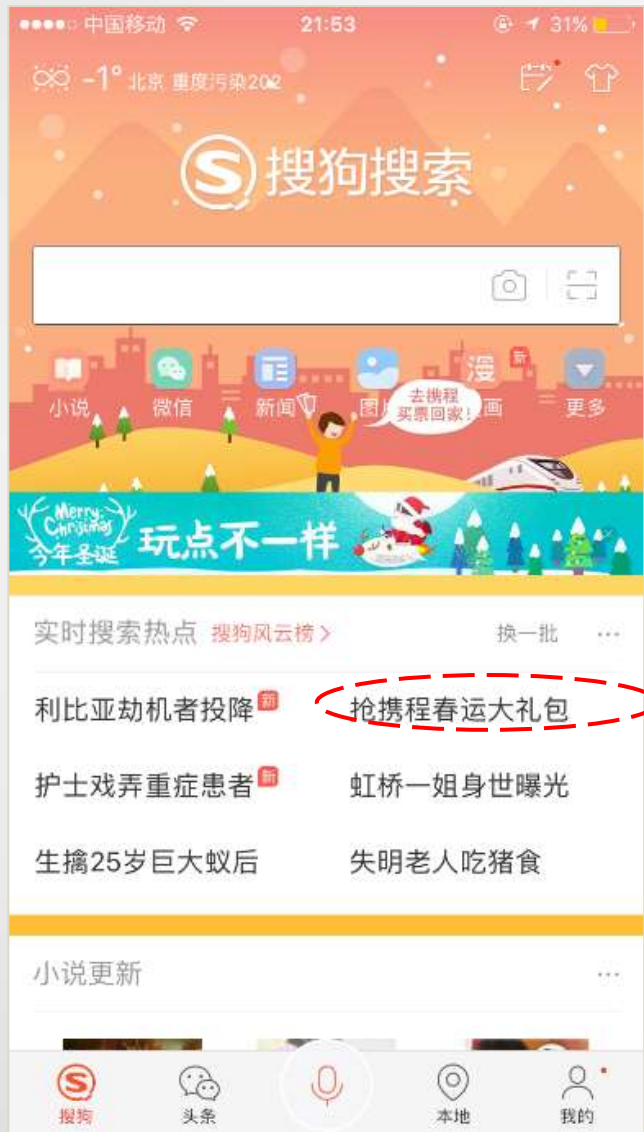 中国移动 21:53 31%
-1° 北京 重度污染202
搜狗搜索
小说 微信 新闻 图 画 更多
漫 新
去携程
买票回家!
Merry
Christmas
今年圣诞
玩点不一样
实时搜索热点 搜狗风云榜 > 换一批 ...
利比亚劫机者投降 新 抢携程春运大礼包
护士戏弄重症患者 新 虹桥一姐身世曝光
生擒25岁巨大蚁后 失明老人吃猪食
小说更新 ...
搜狗 头条 本地 我的